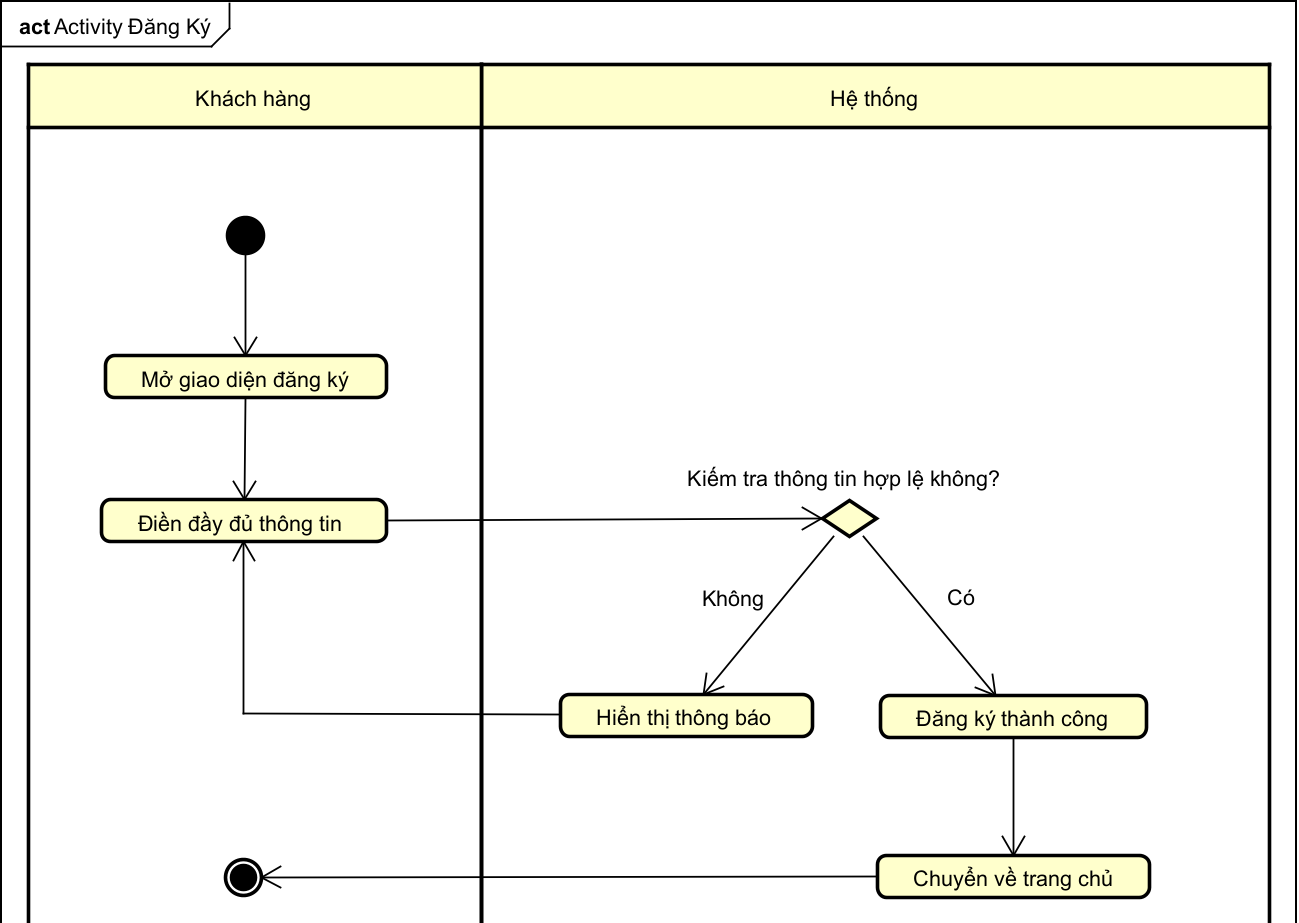 act Activity Đăng Ký
Khách hàng
Hệ thống
Mở giao diện đăng ký
Kiếm tra thông tin hợp lệ không?
Điền đầy đủ thông tin
Không
Có
Hiển thị thông báo
Đăng ký thành công
Chuyển về trang chủ